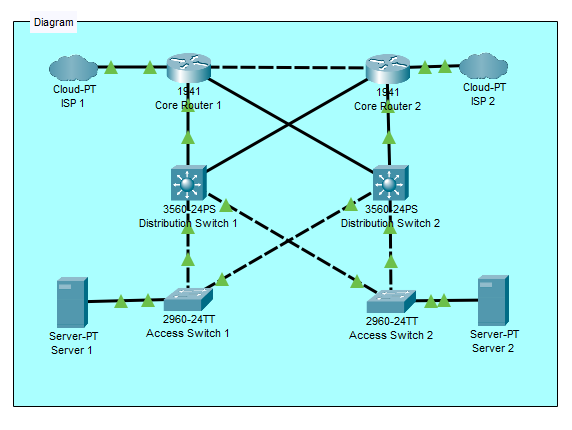 Diagram
Cloud-PT
ISP 1
1941
Core Router 1
1941
Core Router 2
Cloud-PT
ISP 2
3560-24PS
Distribution Switch 1
3560-24PS
Distribution Switch 2
Server-PT
Server 1
2960-24TT
Access Switch 1
2960-24TT
Access Switch 2
Server-PT
Server 2